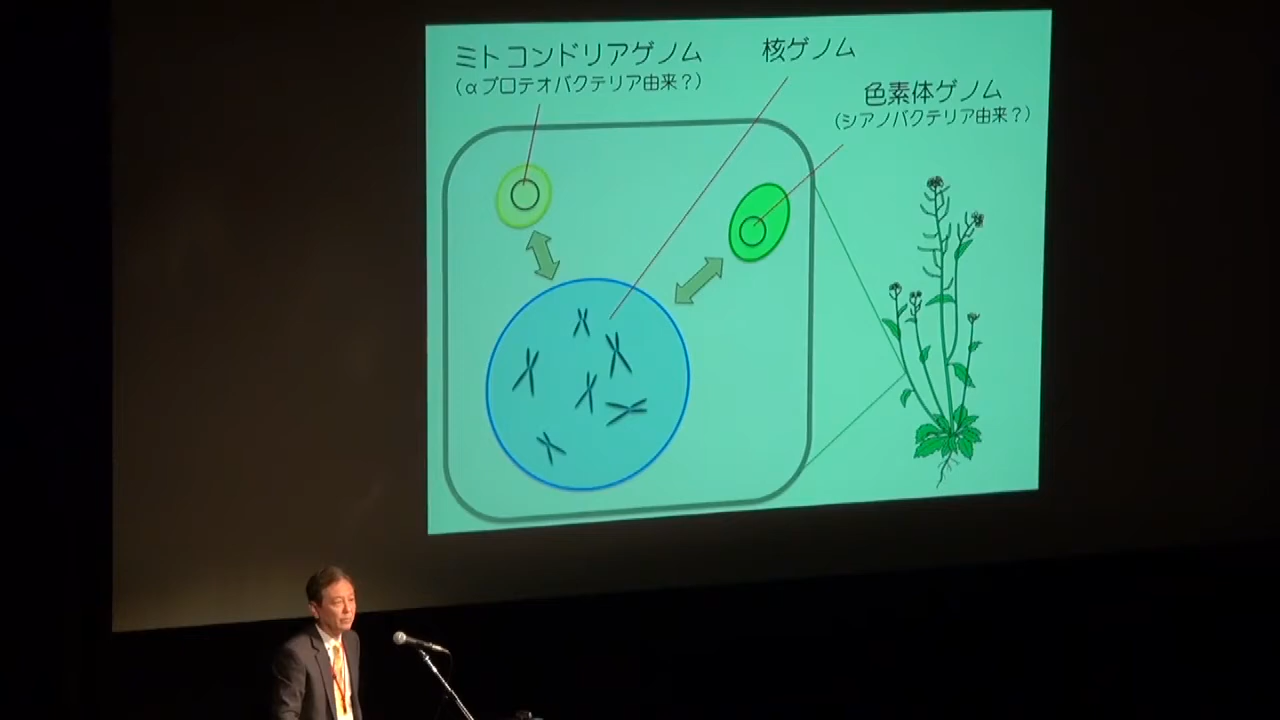 ミトコンドリアゲノム
（αプロテオバクテリア由来？）
核ゲノム
色素体ゲノム
（シアノバクテリア由来？）